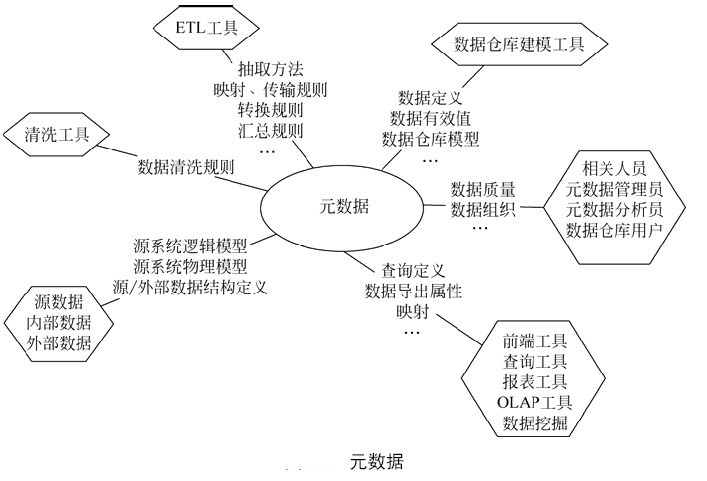 ETL工具
抽取方法
映射、传输规则
转换规则
汇总规则
…
数据仓库建模工具
数据定义
数据有效值
数据仓库模型
…
清洗工具
数据清洗规则
元数据
数据质量
数据组织
…
相关人员
元数据管理员
元数据分析员
数据仓库用户
源系统逻辑模型
源系统物理模型
源/外部数据结构定义
源数据
内部数据
外部数据
查询定义
数据导出属性
映射
…
前端工具
查询工具
报表工具
OLAP工具
数据挖掘
元数据